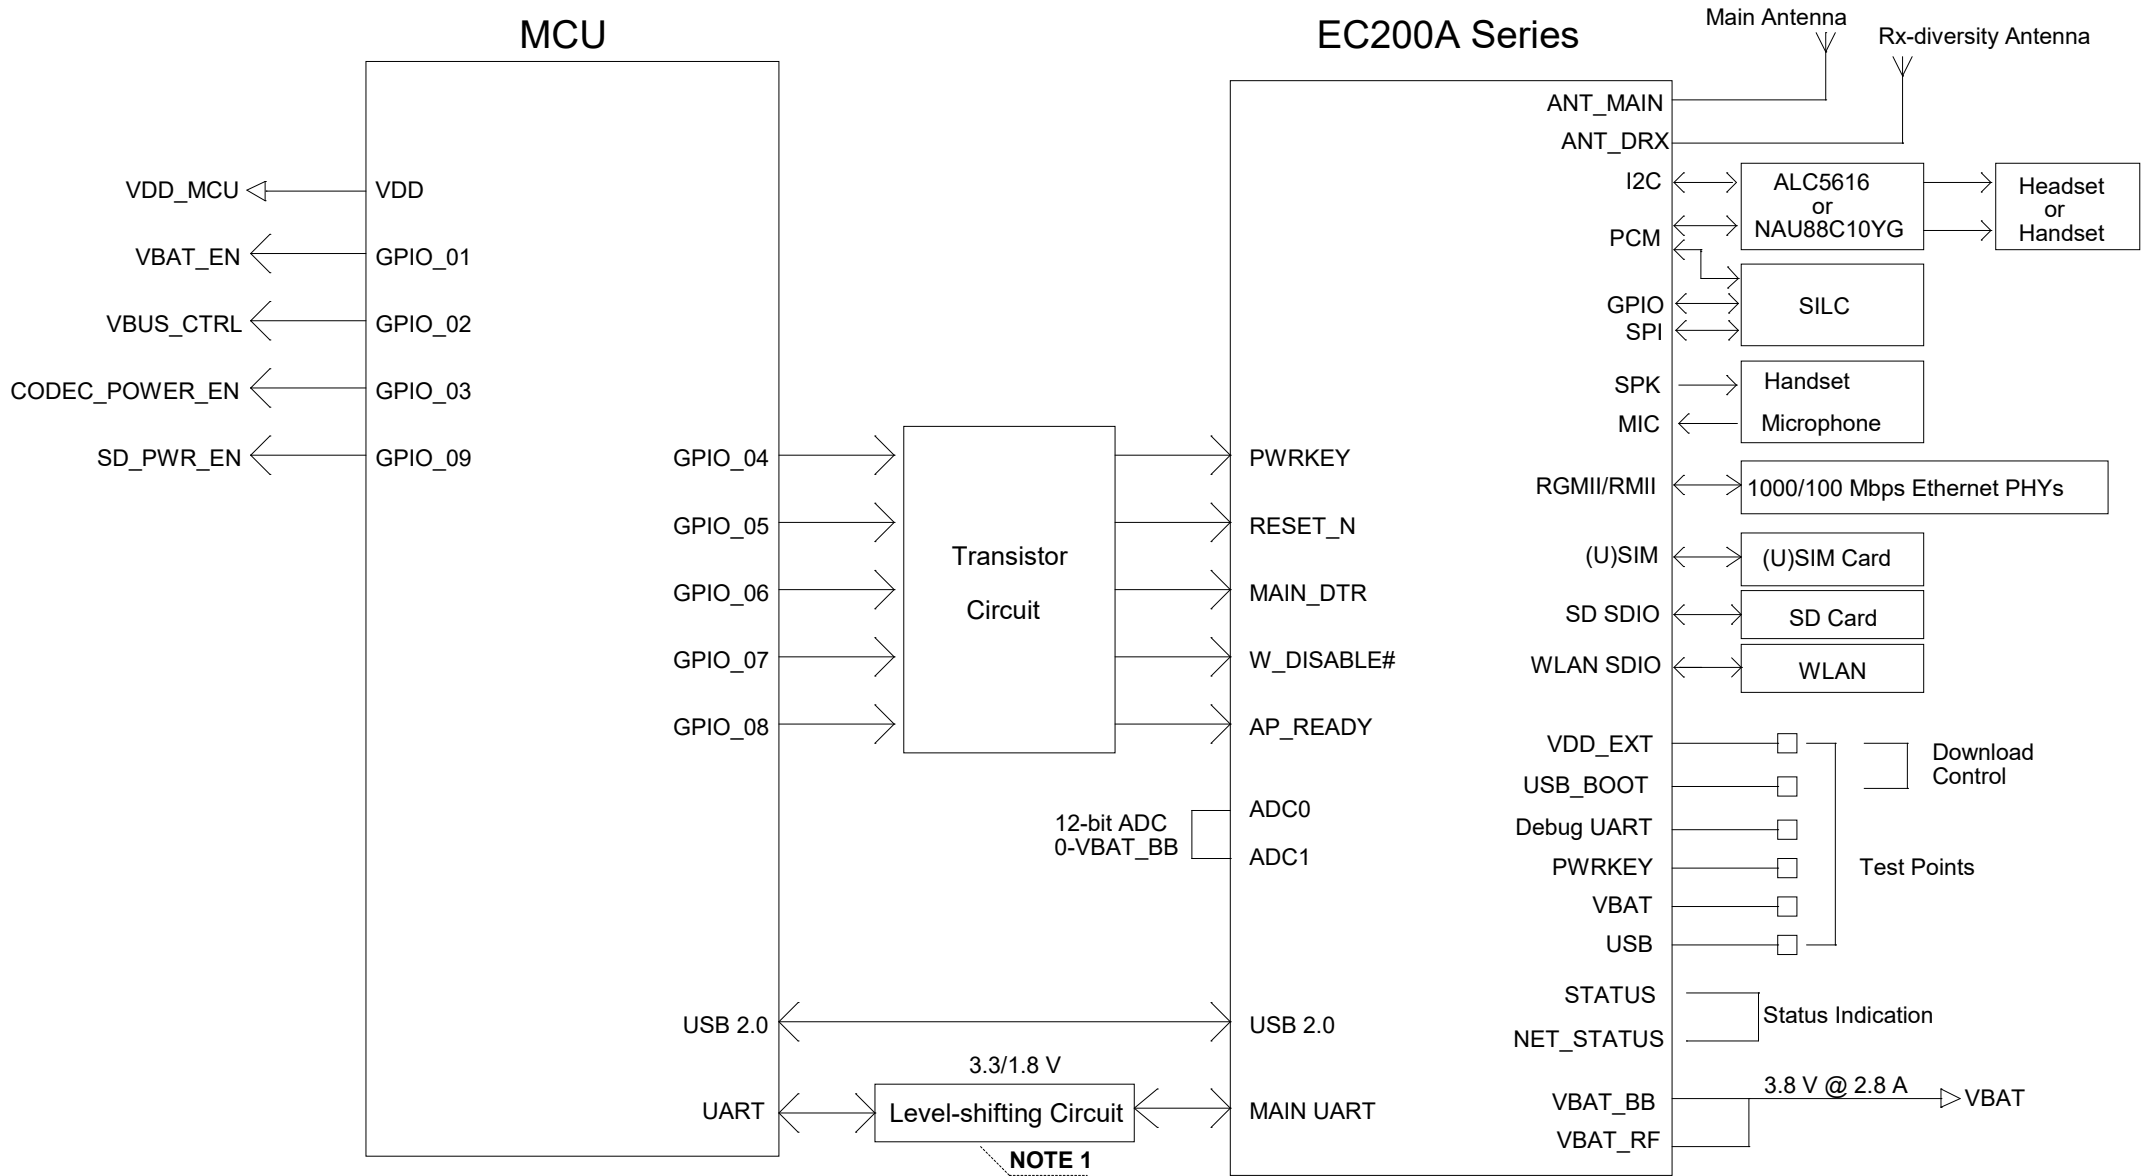 MCU
EC200A Series
Main Antenna
Rx-diversity Antenna
VDD_MCU
VBAT_EN
VBUS_CTRL
CODEC_POWER_EN
SD_PWR_EN
VDD
GPIO_01
GPIO_02
GPIO_03
GPIO_09
GPIO_04
GPIO_05
GPIO_06
GPIO_07
GPIO_08
USB 2.0
UART
Transistor
Circuit
12-bit ADC
0-VBAT_BB
3.3/1.8 V
Level-shifting Circuit
NOTE 1
PWRKEY
RESET_N
MAIN_DTR
W_DISABLE#
AP_READY
ADC0
ADC1
USB 2.0
MAIN UART
ANT_MAIN
ANT_DRX
I2C
PCM
GPIO
SPI
SPK
MIC
RGMII/RMII
(U)SIM
SD SDIO
WLAN SDIO
VDD_EXT
USB_BOOT
Debug UART
PWRKEY
VBAT
USB
STATUS
NET_STATUS
VBAT_BB
VBAT_RF
ALC5616
or
NAU88C10YG
Headset
or
Handset
SILC
Handset
Microphone
1000/100 Mbps Ethernet PHYs
(U)SIM Card
SD Card
WLAN
Download
Control
Test Points
Status Indication
3.8 V @ 2.8 A
VBAT